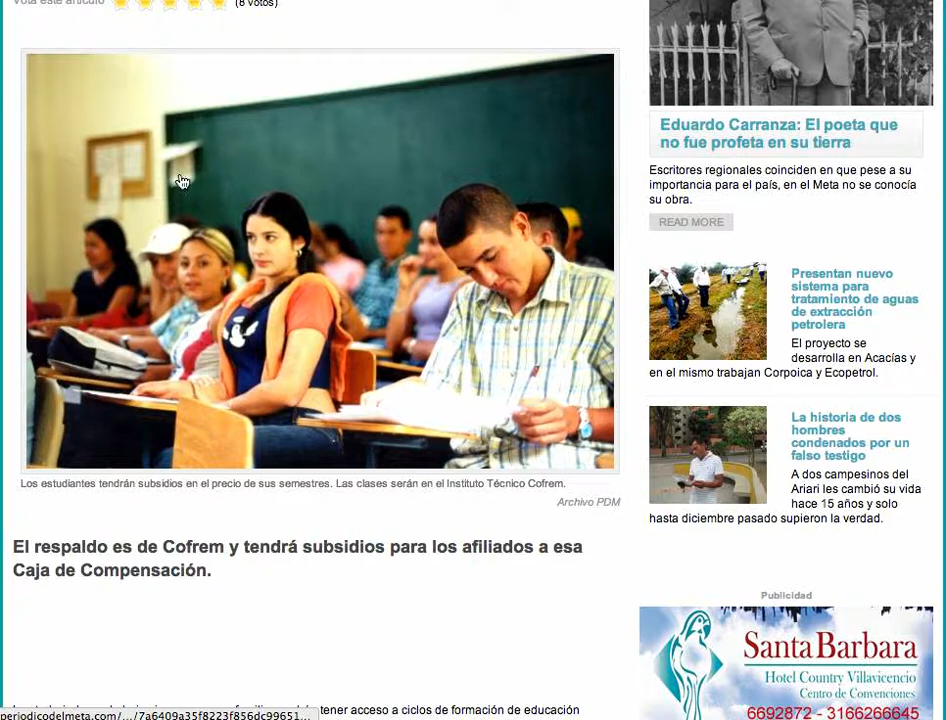 Vota este artículo (8 votos)
Los estudiantes tendrán subsidios en el precio de sus semestres. Las clases serán en el Instituto Técnico Cofrem.
Archivo PDM
El respaldo es de Cofrem y tendrá subsidios para los afiliados a esa
Caja de Compensación.
tener acceso a ciclos de formación de educación
periodicodelmeta.com/.../7a6409a35f8223f856dc99651...
Eduardo Carranza: El poeta que
no fue profeta en su tierra
Escritores regionales coinciden en que pese a su
importancia para el país, en el Meta no se conocía
su obra.
READ MORE
Presentan nuevo
sistema para
tratamiento de aguas
de extracción
petrolera
El proyecto se
desarrolla en Acacías y
en el mismo trabajan Corpoica y Ecopetrol.
La historia de dos
hombres
condenados por un
falso testigo
A dos campesinos del
Ariari les cambió su vida
hace 15 años y solo
hasta diciembre pasado supieron la verdad.
Publicidad
Santa Barbara
Hotel Country Villavicencio
Centro de Convenciones
6692872 - 3166266645